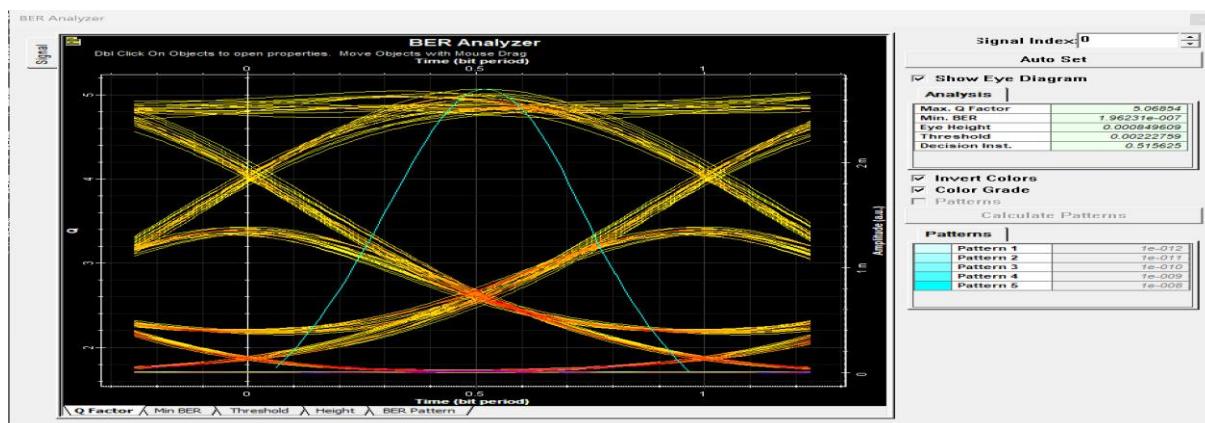 BER Analyzer
Signal
BER Analyzer
Dbl Click On Objects to open properties. Move Objects with Mouse Drag
Time (bit period)
0 0.5 1
5
4
3
2
Q
2m
1m
0
Amplitude (a.u.)
0 0.5 1
Time (bit period)
Q Factor Min BER Threshold Height BER Pattern
Signal Index: 0
Auto Set
Show Eye Diagram
Analysis
Max. Q Factor 5.06854
Min. BER 1.96231e-007
Eye Height 0.000849609
Threshold 0.00222759
Decision Inst. 0.515625
Invert Colors
Color Grade
Patterns
Calculate Patterns
Patterns
Pattern 1 1e-012
Pattern 2 1e-011
Pattern 3 1e-010
Pattern 4 1e-009
Pattern 5 1e-008